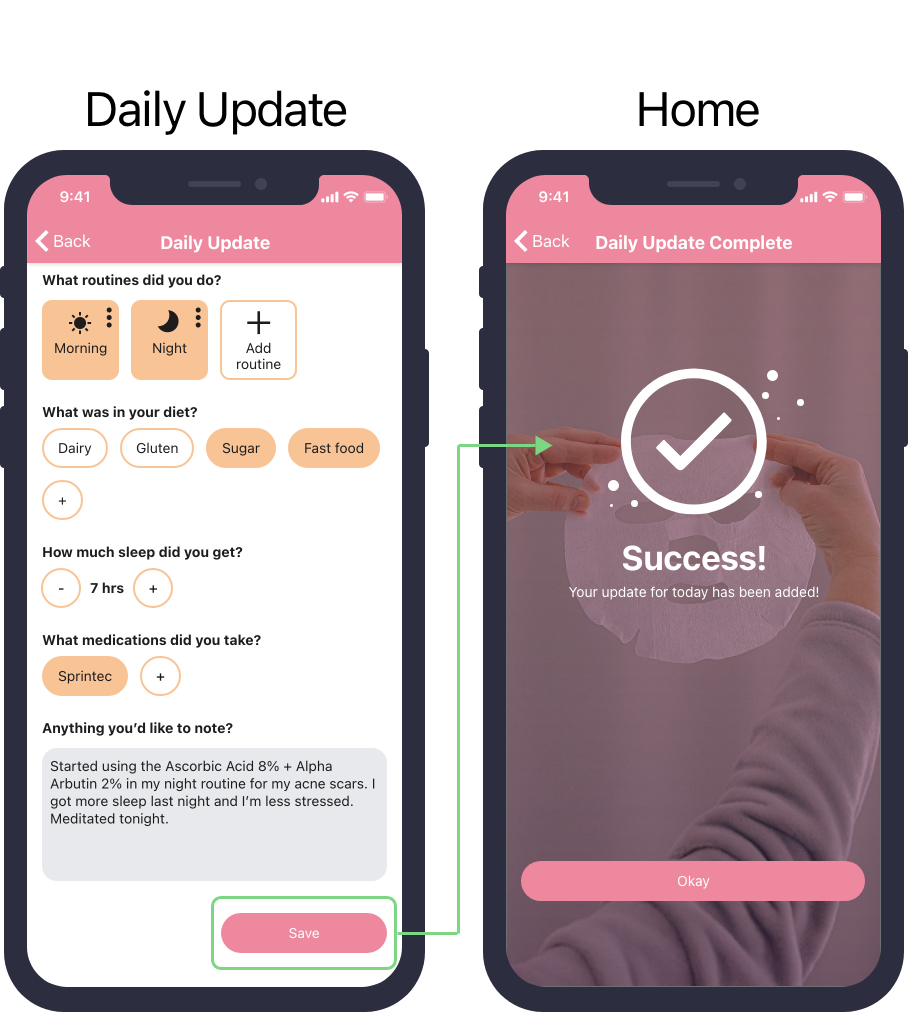 Daily Update
Home
9:41
Back
Daily Update
What routines did you do?
Morning
Night
Add
routine
What was in your diet?
Dairy
Gluten
Sugar
Fast food
+
How much sleep did you get?
- 7 hrs +
What medications did you take?
Sprintec
+
Anything you’d like to note?
Started using the Ascorbic Acid 8% + Alpha
Arbutin 2% in my night routine for my acne scars. I
got more sleep last night and I’m less stressed.
Meditated tonight.
Save
9:41
Back
Daily Update Complete
Success!
Your update for today has been added!
Okay